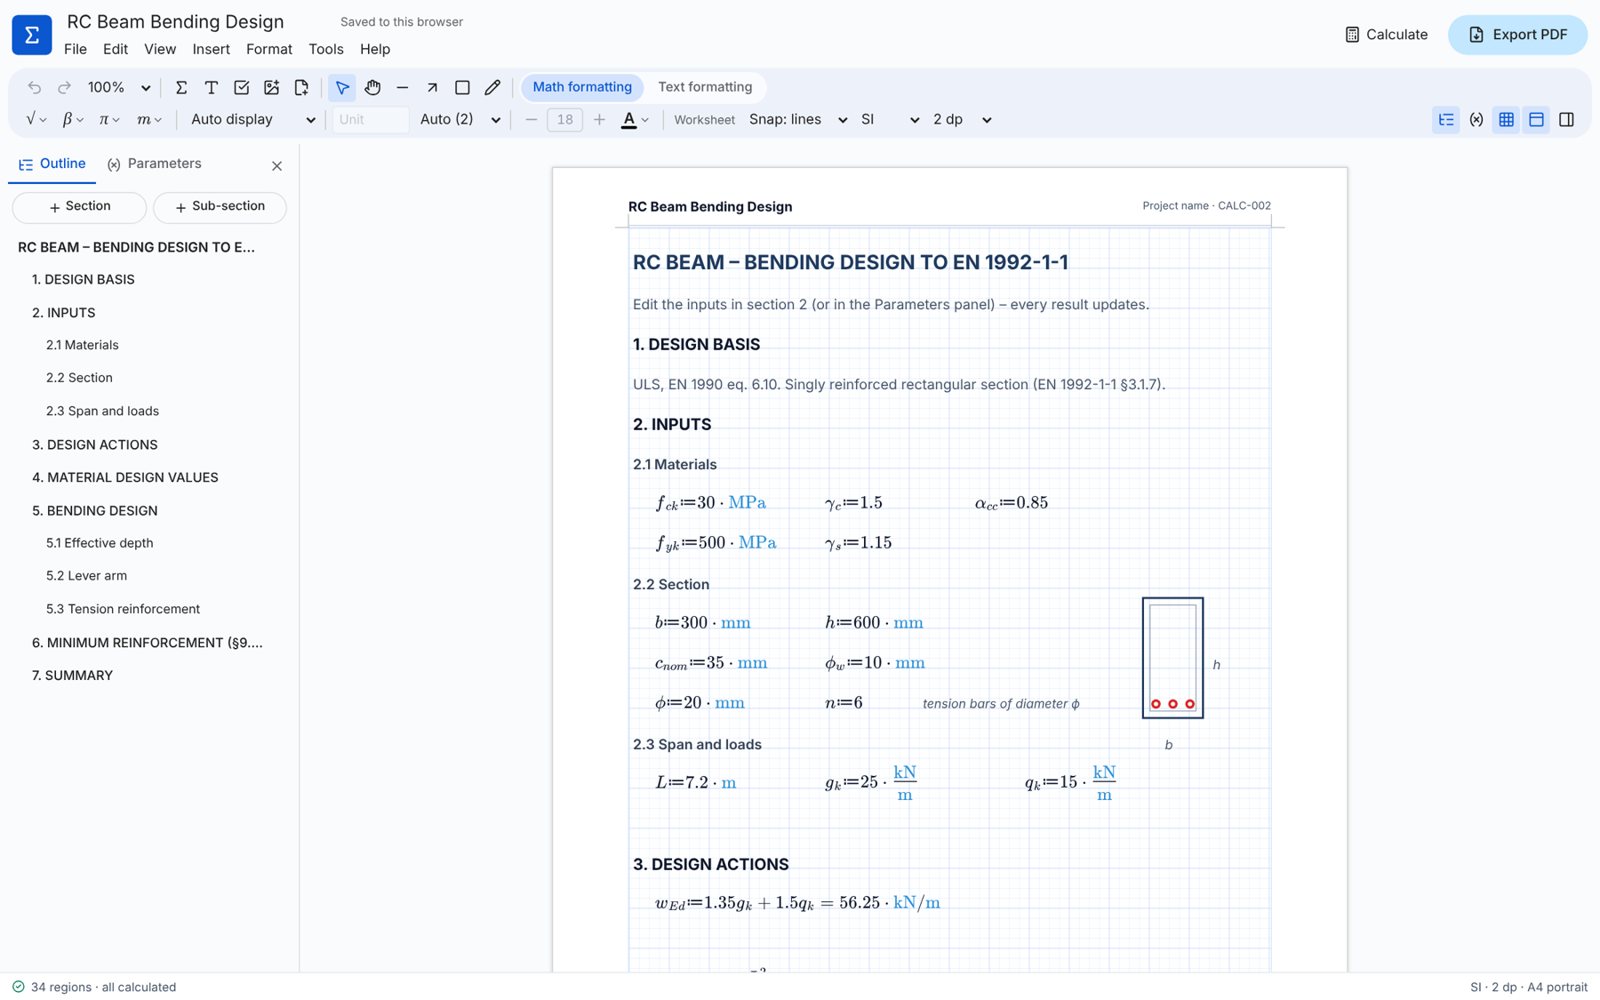 Σ
RC Beam Bending Design
Saved to this browser
File Edit View Insert Format Tools Help
Calculate
Export PDF
100%
Σ T
Math formatting Text formatting
√ β π m
Auto display
Unit
Auto (2)
− 18 + A
Worksheet
Snap: lines
SI
2 dp
(x)
Outline (x) Parameters
+ Section + Sub-section
RC BEAM – BENDING DESIGN TO E...
1. DESIGN BASIS
2. INPUTS
2.1 Materials
2.2 Section
2.3 Span and loads
3. DESIGN ACTIONS
4. MATERIAL DESIGN VALUES
5. BENDING DESIGN
5.1 Effective depth
5.2 Lever arm
5.3 Tension reinforcement
6. MINIMUM REINFORCEMENT (§9....
7. SUMMARY
RC Beam Bending Design
Project name · CALC-002
RC BEAM – BENDING DESIGN TO EN 1992-1-1
Edit the inputs in section 2 (or in the Parameters panel) – every result updates.
1. DESIGN BASIS
ULS, EN 1990 eq. 6.10. Singly reinforced rectangular section (EN 1992-1-1 §3.1.7).
2. INPUTS
2.1 Materials
f_ck:=30 · MPa γ_c:=1.5 α_cc:=0.85
f_yk:=500 · MPa γ_s:=1.15
2.2 Section
b:=300 · mm h:=600 · mm
c_nom:=35 · mm ϕ_w:=10 · mm
h
ϕ:=20 · mm n:=6 tension bars of diameter ϕ
2.3 Span and loads
b
L:=7.2 · m g_k:=25 · kN/m q_k:=15 · kN/m
3. DESIGN ACTIONS
w_Ed:=1.35g_k + 1.5q_k = 56.25 · kN/m
34 regions · all calculated
SI · 2 dp · A4 portrait